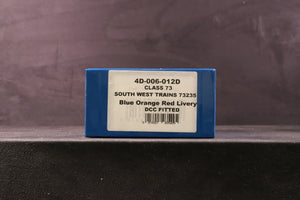 4D-006-012D
CLASS 73
SOUTH WEST TRAINS 73235
Blue Orange Red Livery
DCC FITTED